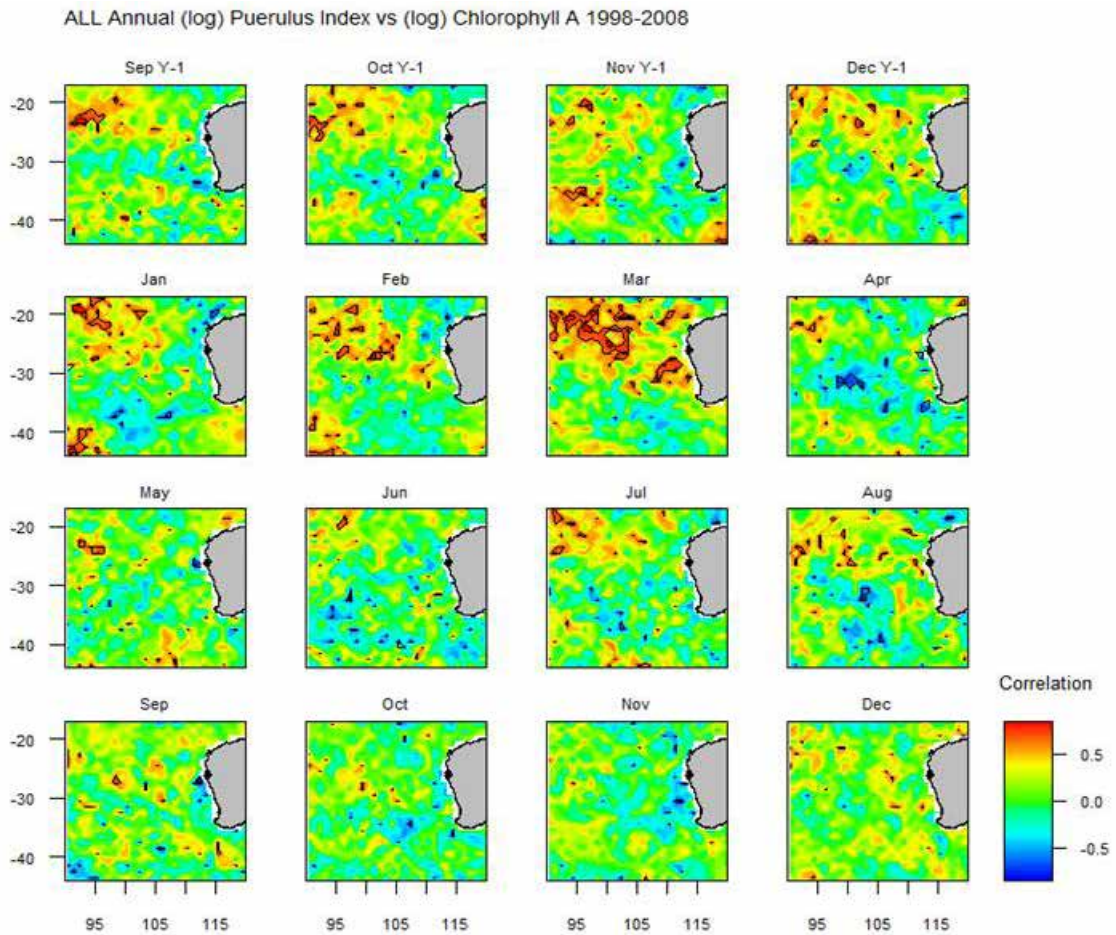 ALL Annual (log) Puerulus Index vs (log) Chlorophyll A 1998-2008
Sep Y-1 Oct Y-1 Nov Y-1 Dec Y-1
-20
-30
-40
Jan Feb Mar Apr
-20
-30
-40
May Jun Jul Aug
-20
-30
-40
Correlation
Sep Oct Nov Dec
-20
-30
-40
0.5
0.0
-0.5
95 105 115 95 105 115 95 105 115 95 105 115